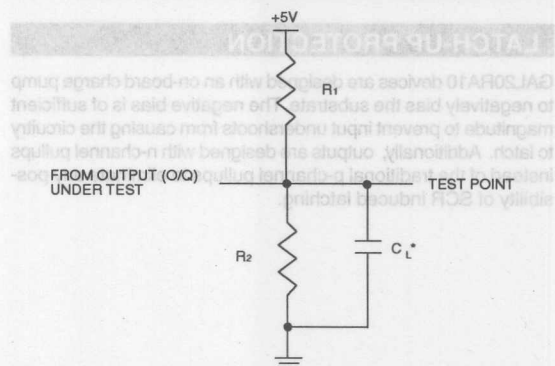 +5V
LATCH-UP PROTECTION
R1
GAL20RA10 devices are designed with an on-board charge pump
to negatively bias the substrate. The negative bias is of sufficient
magnitude to prevent input undershoots from causing the circuitry
to latch. Additionally, outputs are designed with n-channel pullups
instead of the traditional p-channel pullups pos-
sibility of SCR induced latching.
FROM OUTPUT (O/Q)
UNDER TEST
TEST POINT
R2
CL*